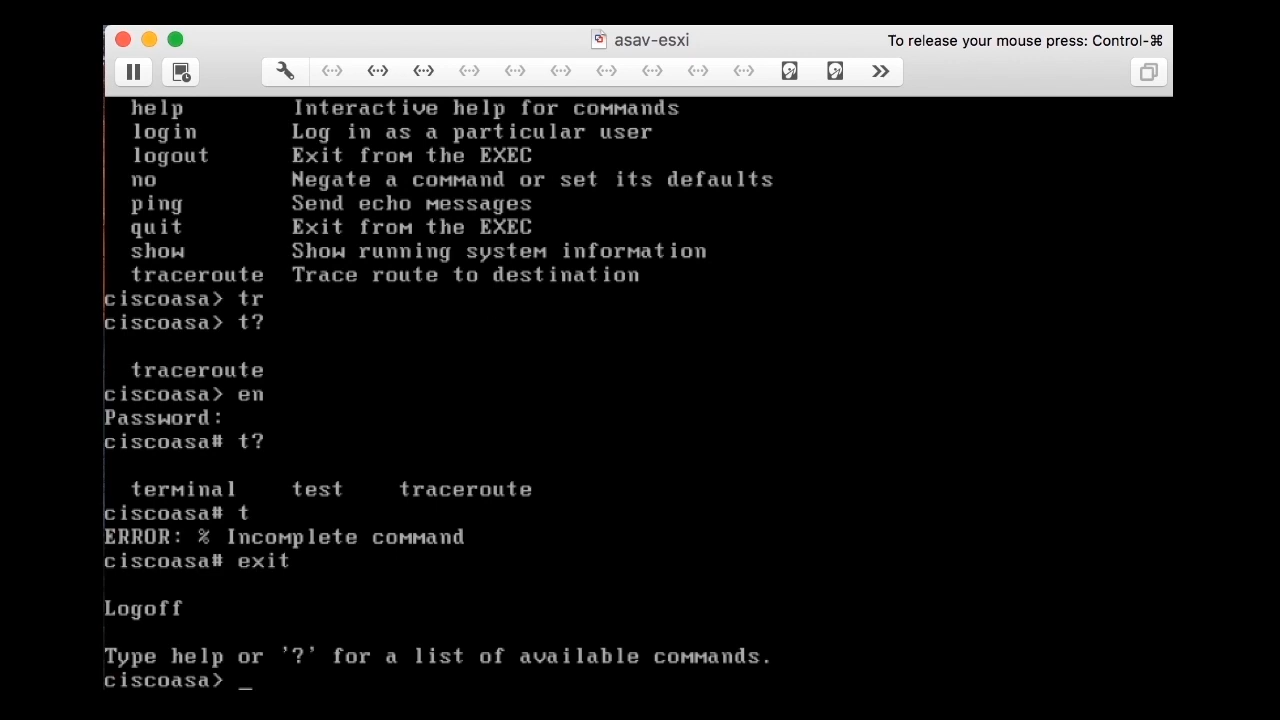 asav-esxi
To release your mouse press: Control-⌘
help Interactive help for commands
login Log in as a particular user
logout Exit from the EXEC
no Negate a command or set its defaults
ping Send echo messages
quit Exit from the EXEC
show Show running system information
traceroute Trace route to destination
ciscoasa> tr
ciscoasa> t?
traceroute
ciscoasa> en
Password:
ciscoasa# t?
terminal test traceroute
ciscoasa# t
ERROR: % Incomplete command
ciscoasa# exit
Logoff
Type help or '?' for a list of available commands.
ciscoasa> _